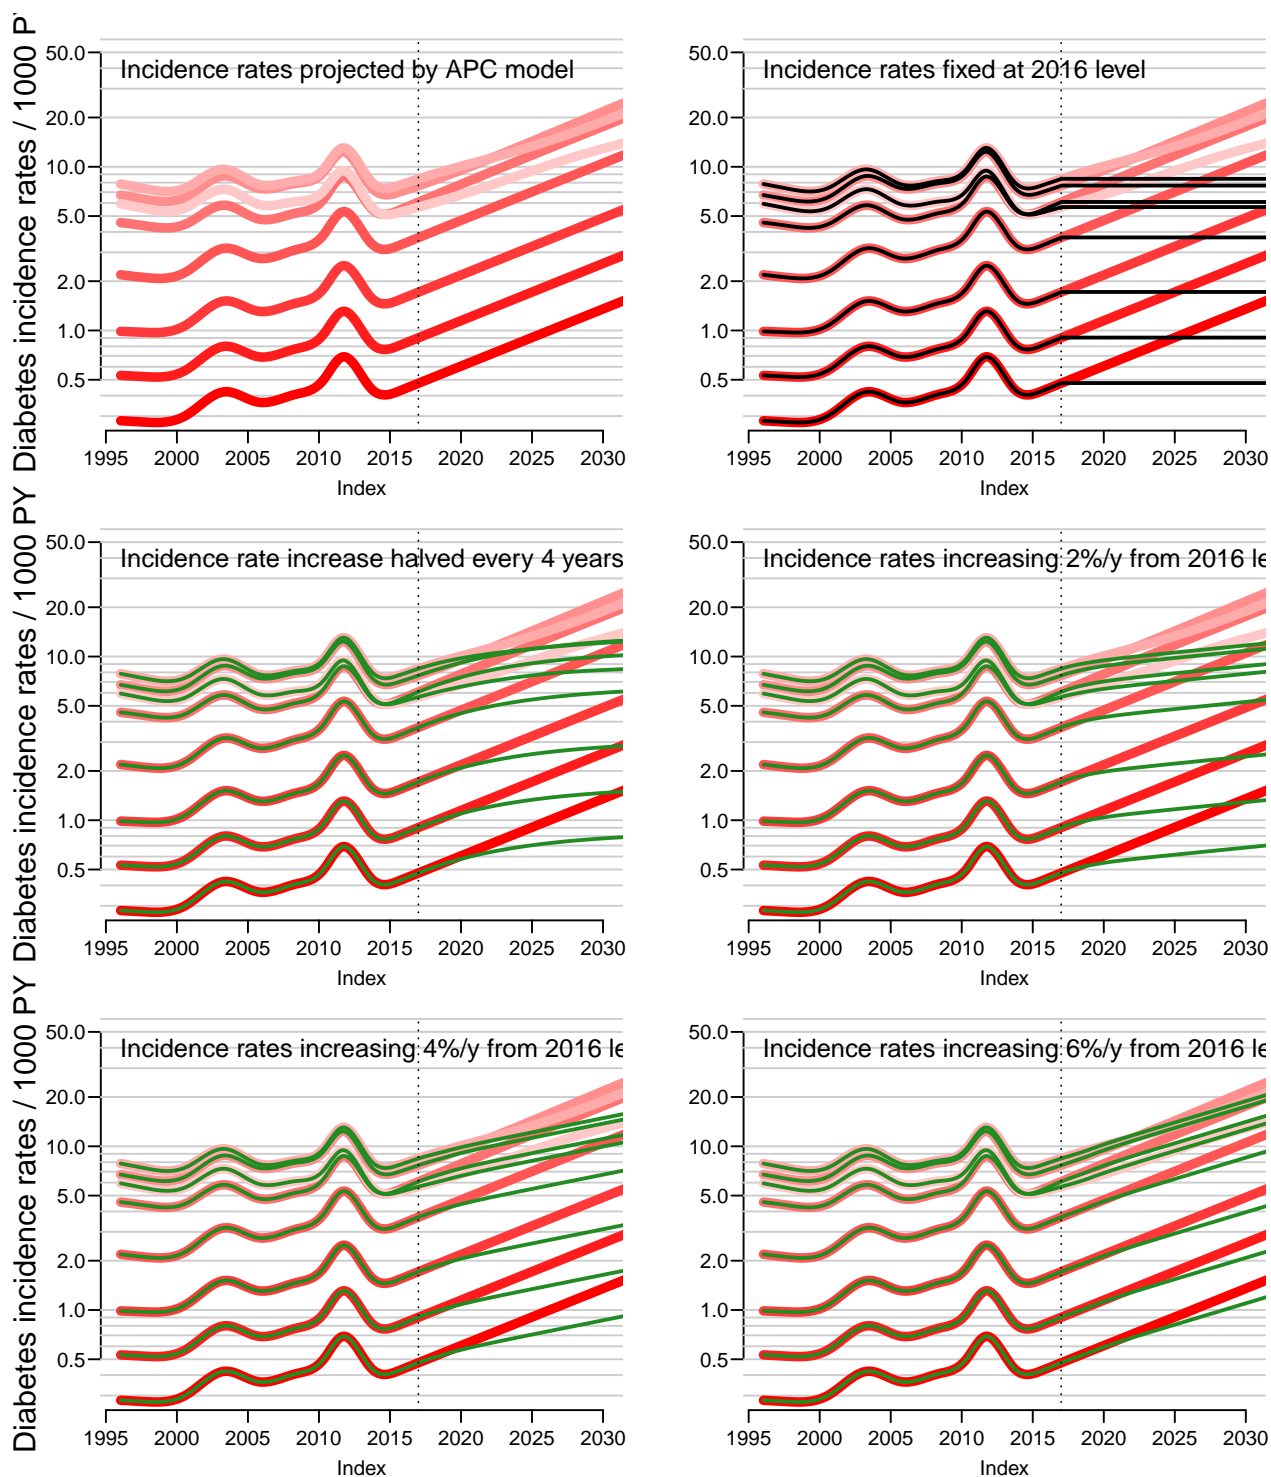 Diabetes incidence rates / 1000 P
50.0
20.0
10.0
5.0
2.0
1.0
0.5
Incidence rates projected by APC model
1995 2000 2005 2010 2015 2020 2025 2030
Index
50.0
20.0
10.0
5.0
2.0
1.0
0.5
Incidence rates fixed at 2016 level
1995 2000 2005 2010 2015 2020 2025 2030
Index
Diabetes incidence rates / 1000 PY
50.0
20.0
10.0
5.0
2.0
1.0
0.5
Incidence rate increase halved every 4 years
1995 2000 2005 2010 2015 2020 2025 2030
Index
50.0
20.0
10.0
5.0
2.0
1.0
0.5
Incidence rates increasing 2%/y from 2016 le
1995 2000 2005 2010 2015 2020 2025 2030
Index
Diabetes incidence rates / 1000 PY
50.0
20.0
10.0
5.0
2.0
1.0
0.5
Incidence rates increasing 4%/y from 2016 le
1995 2000 2005 2010 2015 2020 2025 2030
Index
50.0
20.0
10.0
5.0
2.0
1.0
0.5
Incidence rates increasing 6%/y from 2016 le
1995 2000 2005 2010 2015 2020 2025 2030
Index